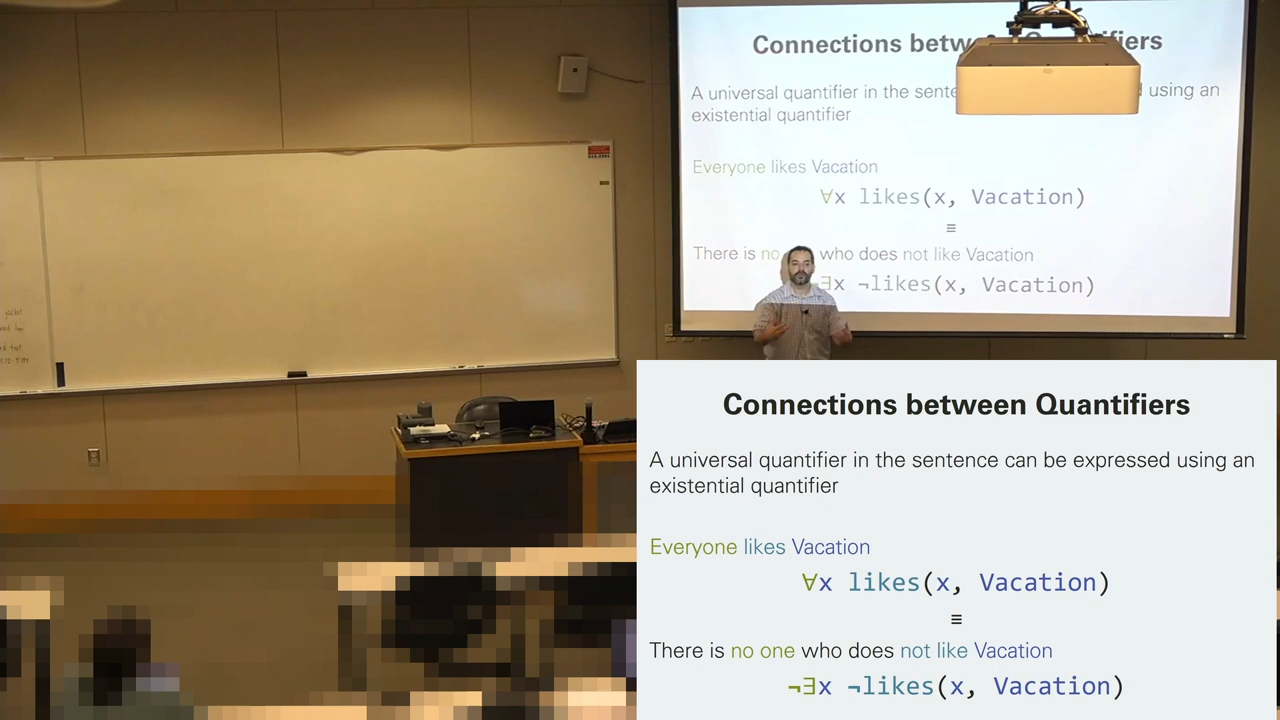 Connections betw
fiers
A universal quantifier in the sente
using an
existential quantifier
Everyone likes Vacation
∀x likes(x, Vacation)
≡
There is no who does not like Vacation
∃x ¬likes(x, Vacation)
Connections between Quantifiers
A universal quantifier in the sentence can be expressed using an
existential quantifier
Everyone likes Vacation
∀x likes(x, Vacation)
≡
There is no one who does not like Vacation
¬∃x ¬likes(x, Vacation)